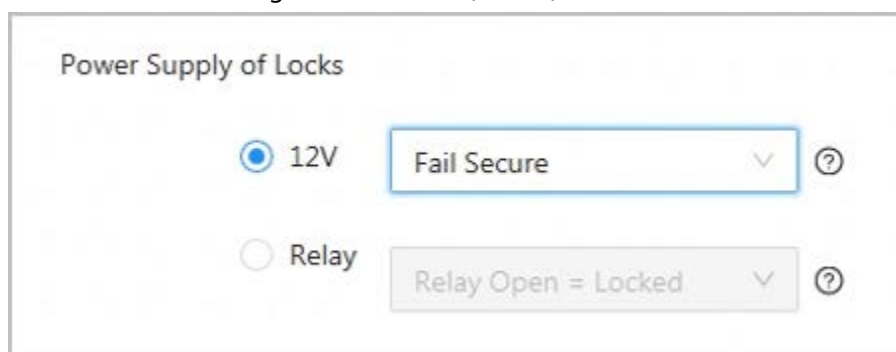 Power Supply of Locks
12V Fail Secure ?
Relay Relay Open = Locked ?